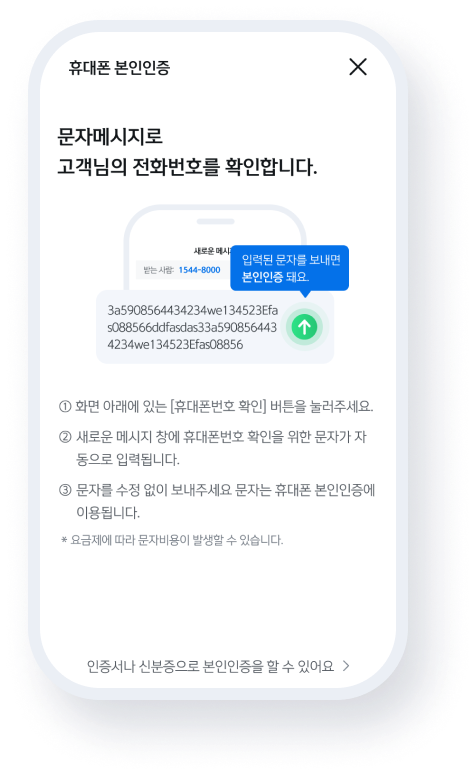 휴대폰 본인인증
문자메시지로
고객님의 전화번호를 확인합니다.
새로운 메시
받는 사람: 1544-8000
입력된 문자를 보내면
본인인증 돼요.
3a5908564434234we134523Efa
s088566ddfasdas33a590856443
4234we134523Efas08856
① 화면 아래에 있는 [휴대폰번호 확인] 버튼을 눌러주세요.
② 새로운 메시지 창에 휴대폰번호 확인을 위한 문자가 자
동으로 입력됩니다.
③ 문자를 수정 없이 보내주세요 문자는 휴대폰 본인인증에
이용됩니다.
* 요금제에 따라 문자비용이 발생할 수 있습니다.
인증서나 신분증으로 본인인증을 할 수 있어요 >